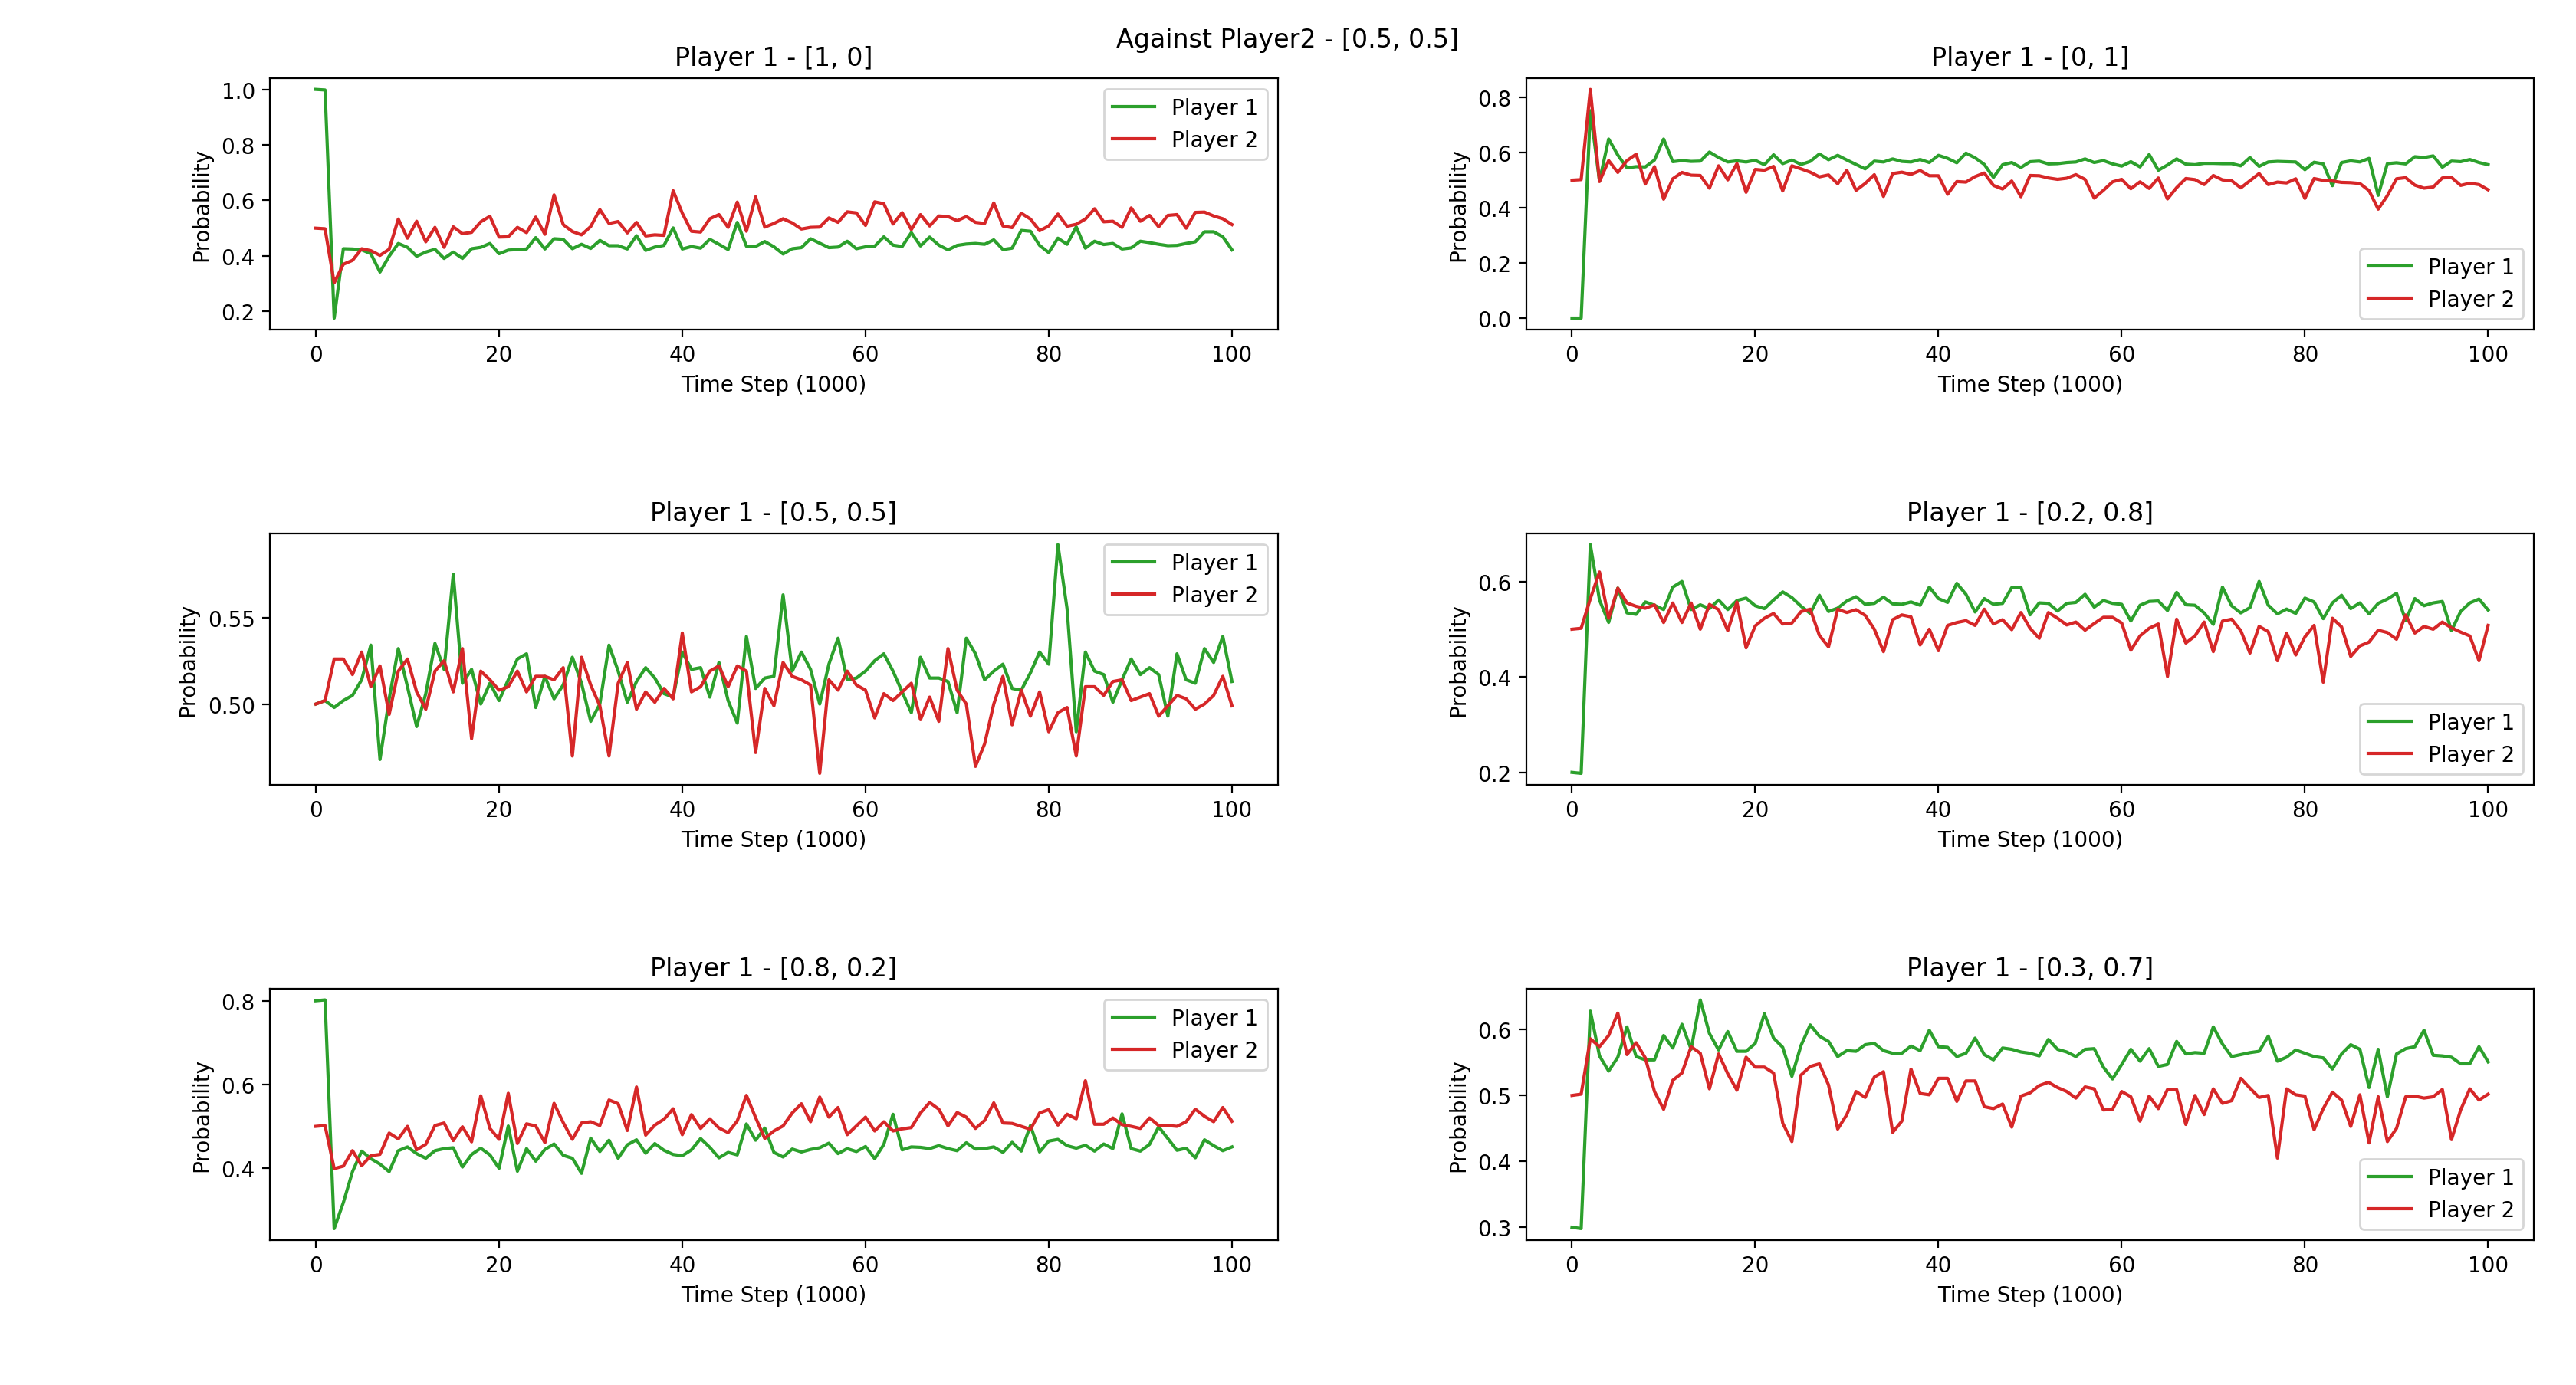 Against Player2 - [0.5, 0.5]
Player 1 - [1, 0]
Probability
1.0
0.8
0.6
0.4
0.2
Player 1
Player 2
0 20 40 60 80 100
Time Step (1000)
Player 1 - [0, 1]
Probability
0.8
0.6
0.4
0.2
0.0
Player 1
Player 2
0 20 40 60 80 100
Time Step (1000)
Player 1 - [0.5, 0.5]
Probability
0.55
0.50
Player 1
Player 2
0 20 40 60 80 100
Time Step (1000)
Player 1 - [0.2, 0.8]
Probability
0.6
0.4
0.2
Player 1
Player 2
0 20 40 60 80 100
Time Step (1000)
Player 1 - [0.8, 0.2]
Probability
0.8
0.6
0.4
Player 1
Player 2
0 20 40 60 80 100
Time Step (1000)
Player 1 - [0.3, 0.7]
Probability
0.6
0.5
0.4
0.3
Player 1
Player 2
0 20 40 60 80 100
Time Step (1000)